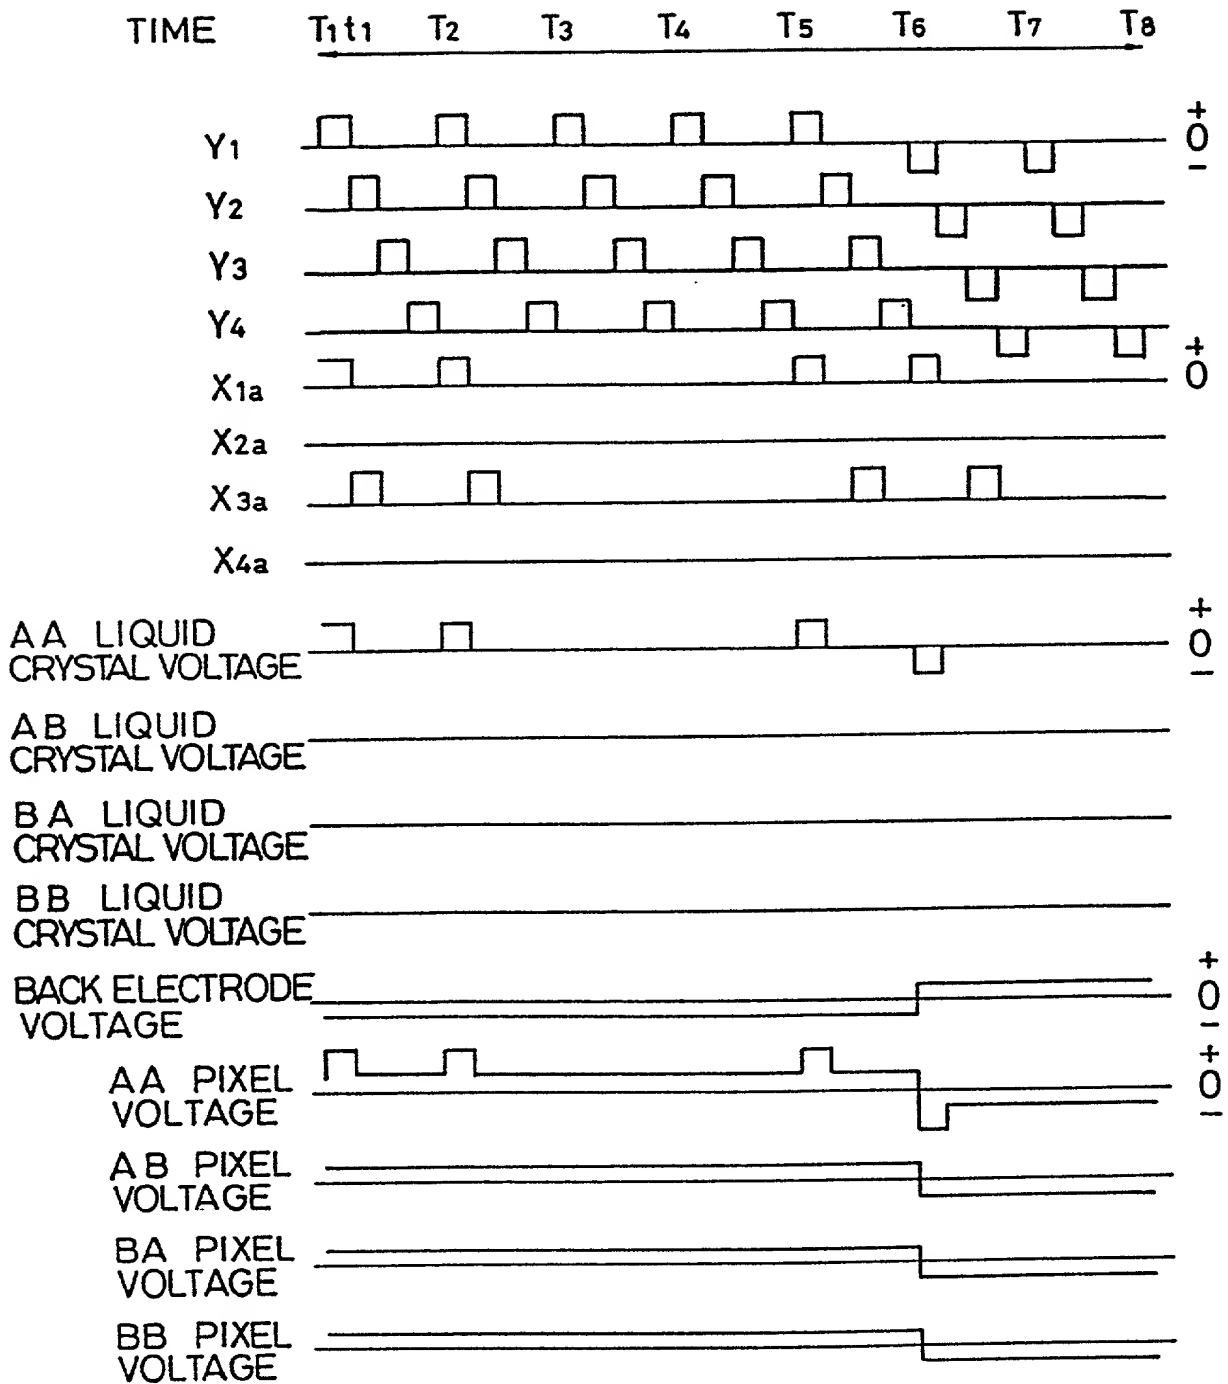 TIME T1 t1 T2 T3 T4 T5 T6 T7 T8
Y1
+
0
−
Y2
Y3
Y4
X1a
+
0
X2a
X3a
X4a
AA LIQUID
CRYSTAL VOLTAGE
+
0
−
AB LIQUID
CRYSTAL VOLTAGE
BA LIQUID
CRYSTAL VOLTAGE
BB LIQUID
CRYSTAL VOLTAGE
BACK ELECTRODE
VOLTAGE
+
0
−
AA PIXEL
VOLTAGE
+
0
−
AB PIXEL
VOLTAGE
BA PIXEL
VOLTAGE
BB PIXEL
VOLTAGE